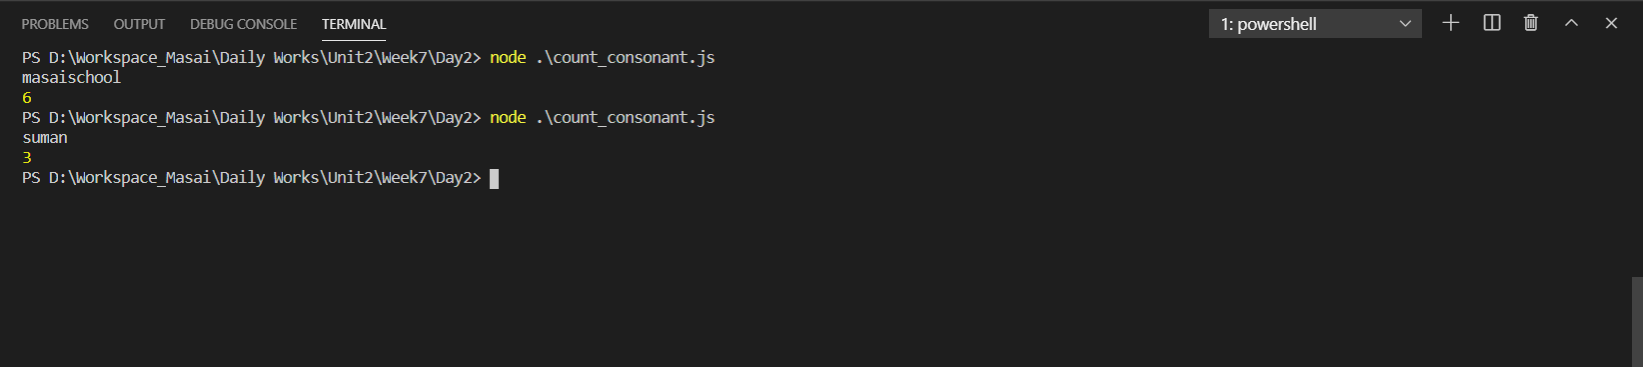 PROBLEMS OUTPUT DEBUG CONSOLE TERMINAL 1: powershell
PS D:\Workspace_Masai\Daily Works\Unit2\Week7\Day2> node .\count_consonant.js
masaischool
6
PS D:\Workspace_Masai\Daily Works\Unit2\Week7\Day2> node .\count_consonant.js
suman
3
PS D:\Workspace_Masai\Daily Works\Unit2\Week7\Day2>